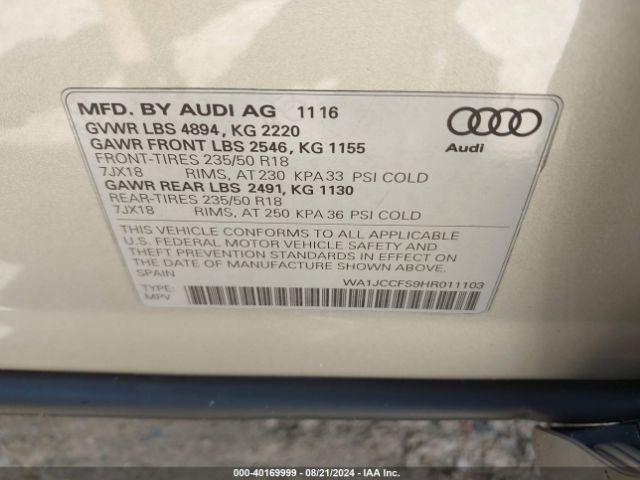 MFD. BY AUDI AG 11 16
GVWR LBS 4894, KG 2220
GAWR FRONT LBS 2546, KG 1155
FRONT-TIRES 235/50 R18
7JX18 RIMS, AT 230 KPA 33 PSI COLD
GAWR REAR LBS 2491, KG 1130
REAR-TIRES 235/50 R18
7JX18 RIMS, AT 250 KPA 36 PSI COLD
Audi
THIS VEHICLE CONFORMS TO ALL APPLICABLE
U.S. FEDERAL MOTOR VEHICLE SAFETY AND
THEFT PREVENTION STANDARDS IN EFFECT ON
THE DATE OF MANUFACTURE SHOWN ABOVE.
SPAIN
WA1JCCFS9HR011103
TYPE:
MPV
000-40169999 | 08/21/2024 | IAA Inc.